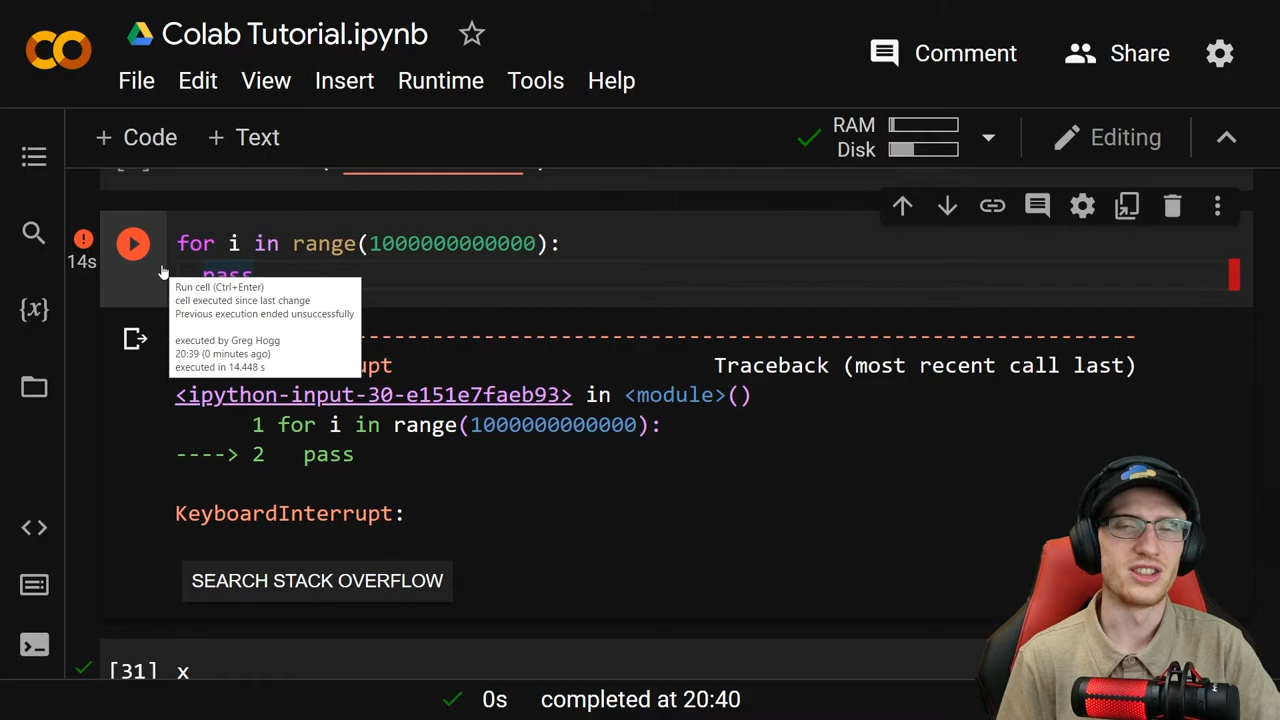 Colab Tutorial.ipynb
Comment
Share
File Edit View Insert Runtime Tools Help
+ Code + Text
RAM
Disk
Editing
14s
for i in range(1000000000000):
pass
Run cell (Ctrl+Enter)
cell executed since last change
Previous execution ended unsuccessfully
executed by Greg Hogg
20:39 (0 minutes ago)
executed in 14.448 s
Traceback (most recent call last)
<ipython-input-30-e151e7faeb93> in <module>()
1 for i in range(1000000000000):
----> 2 pass
KeyboardInterrupt:
SEARCH STACK OVERFLOW
[31] x
0s completed at 20:40